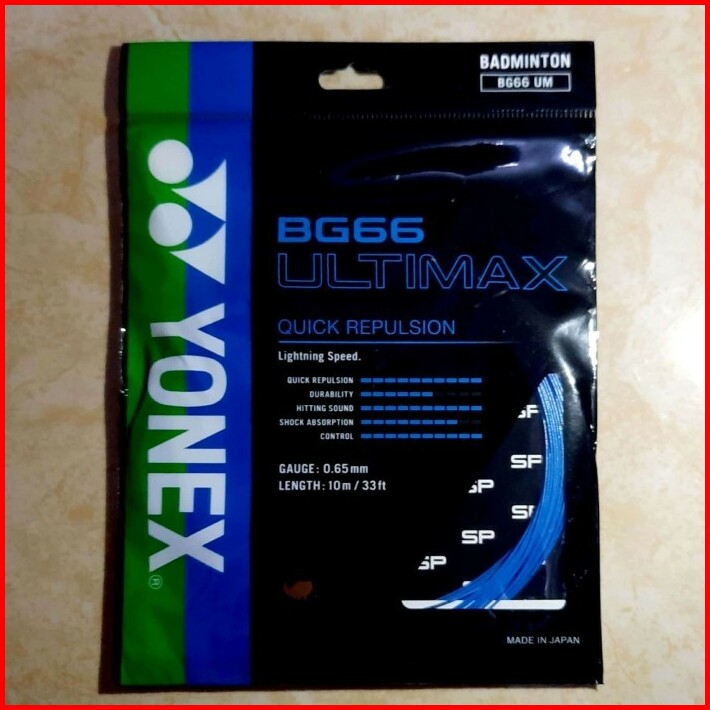 BADMINTON
BG66 UM
YONEX®
BG66
ULTIMAX
QUICK REPULSION
Lightning Speed.
QUICK REPULSION
DURABILITY
HITTING SOUND
SHOCK ABSORPTION
CONTROL
GAUGE: 0.65mm
LENGTH: 10m / 33ft
SP
SP
SP
SP
SP
SP
MADE IN JAPAN